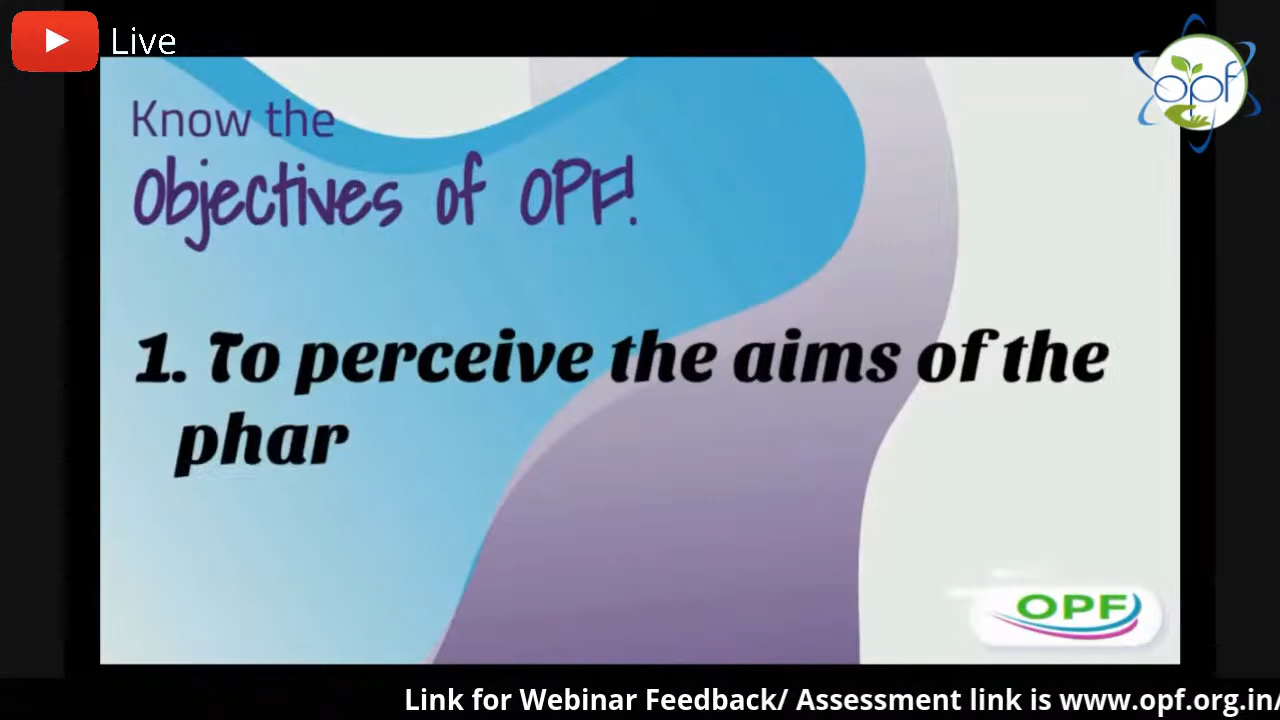 Live
opf
Know the
Objectives of OPF!
1. To perceive the aims of the
phar
OPF
Link for Webinar Feedback/ Assessment link is www.opf.org.in/